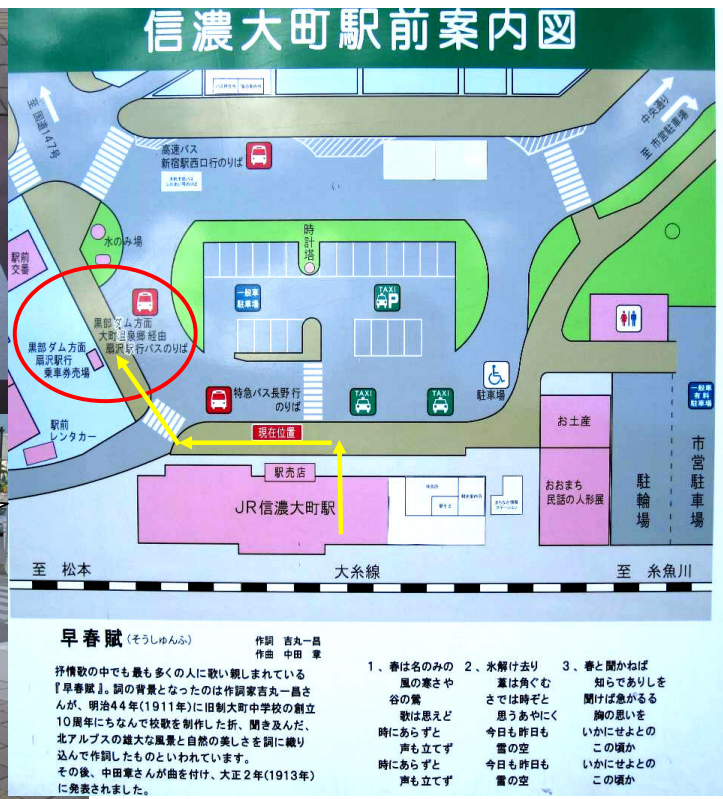 信濃大町駅前案内図
至 国道147号
中央通り
至 市営駐車場
高速バス
新宿駅西口行のりば
水のみ場
時計塔
駅前
交番
黒部ダム方面
大町温泉郷 経由
扇沢駅行バスのりば
一般車
駐車場
TAXI
P
黒部ダム方面
扇沢駅行
乗車券売場
特急バス長野 行
のりば
TAXI
TAXI
駐車場
一般車
有料
駐車場
駅前
レンタカー
現在位置
お土産
駅売店
JR信濃大町駅
おおまち
民話の人形展
駐輪場
市営駐車場
至 松本
大糸線
至 糸魚川
早春賦(そうしゅんふ)
作詞 吉丸一昌
作曲 中田 章
抒情歌の中でも最も多くの人に歌い親しまれている
『早春賦』。詞の背景となったのは作詞家吉丸一昌さ
んが、明治44年(1911年)に旧制大町中学校の創立
10周年にちなんで校歌を制作した折、聞き及んだ、
北アルプスの雄大な風景と自然の美しさを詞に織り
込んで作詞したものといわれています。
その後、中田章さんが曲を付け、大正2年(1913年)
に発表されました。
1、春は名のみの
風の寒さや
谷の鶯
歌は思えど
時にあらずと
声も立てず
時にあらずと
声も立てず
2、氷解け去り
葦は角ぐむ
さては時ぞと
思うあやにく
今日も昨日も
雪の空
今日も昨日も
雪の空
3、春と聞かねば
知らでありしを
聞けば急がるる
胸の思いを
いかにせよとの
この頃か
いかにせよとの
この頃か